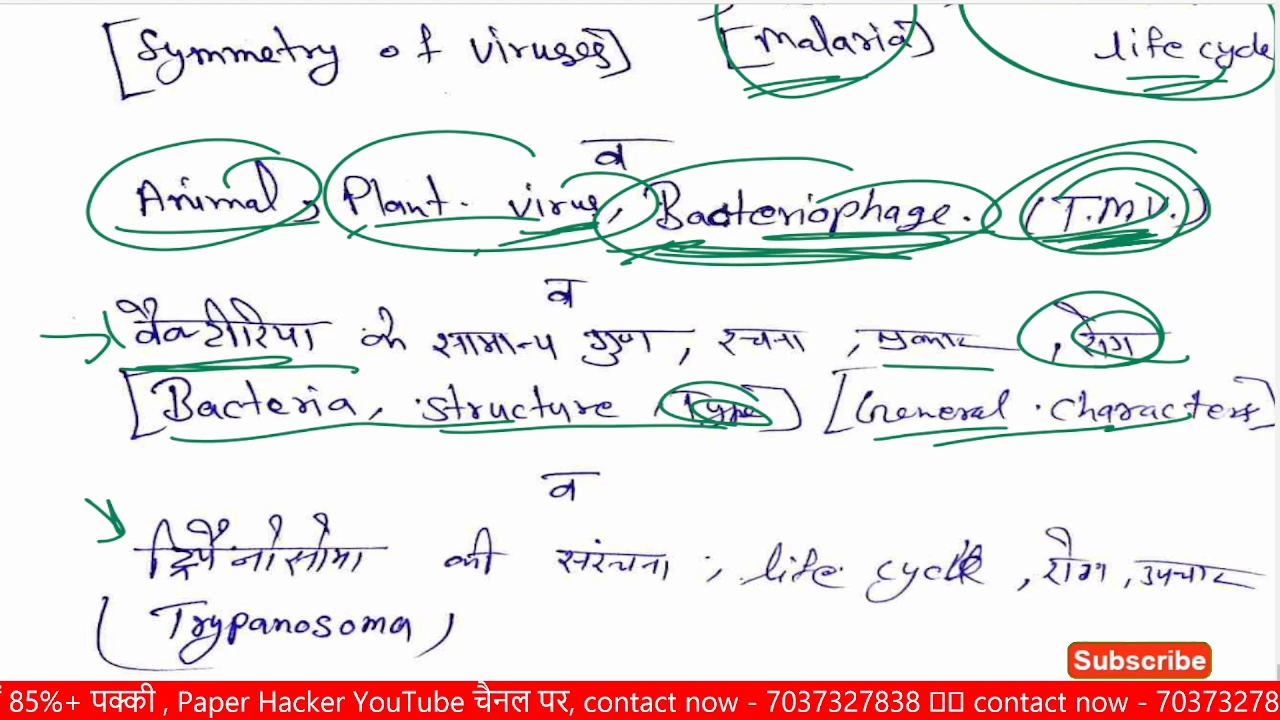 [Symmetry of viruses] [Malaria] life cycle
व
Animal, Plant. virus, Bacteriophage. (T.M.V.)
व
बैक्टीरिया के सामान्य गुण, रचना, प्रकार, रोग
[Bacteria, structure, Type] [General characters]
व
ट्रिपैनोसोमा की संरचना, life cycle, रोग, उपचार
(Trypanosoma)
Subscribe
85%+ पक्की , Paper Hacker YouTube चैनल पर, contact now - 7037327838 contact now - 70373278